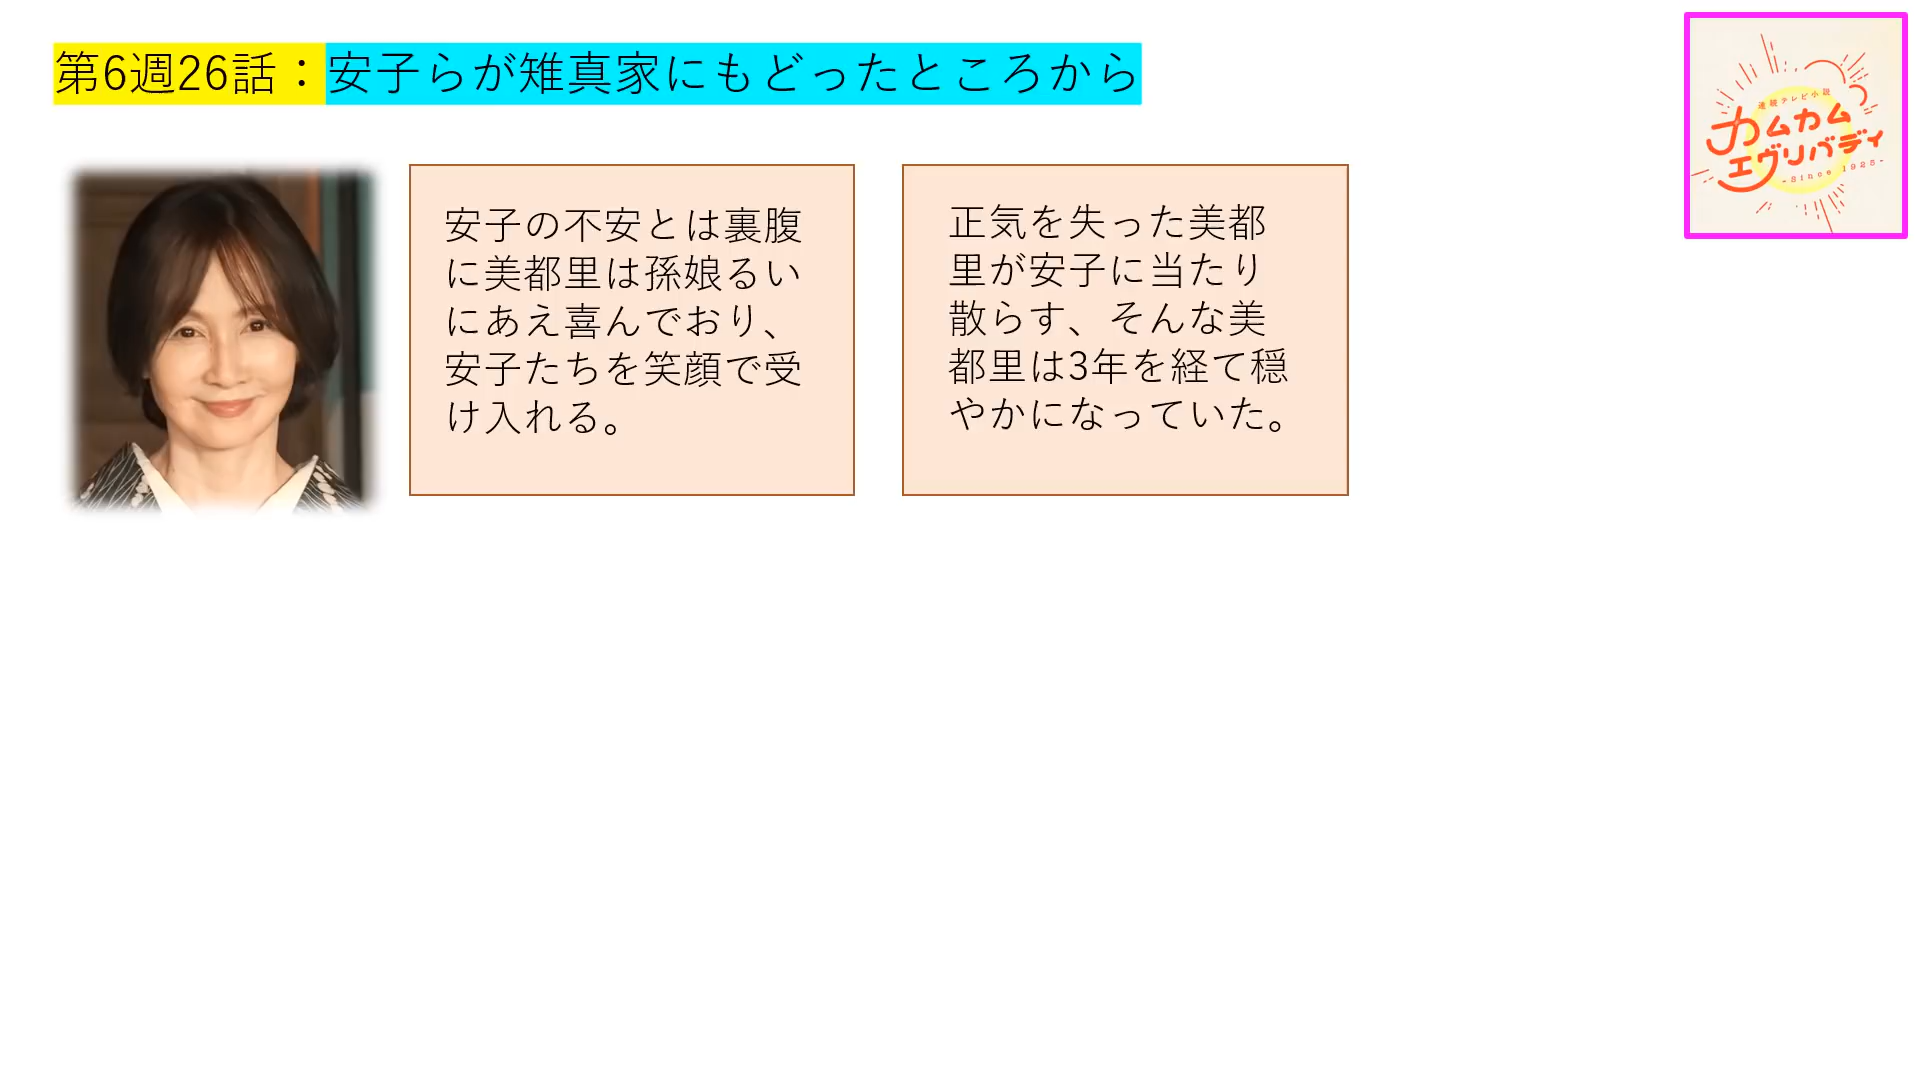 第6週26話：安子らが雉真家にもどったところから
安子の不安とは裏腹
に美都里は孫娘るい
にあえ喜んでおり、
安子たちを笑顔で受
け入れる。
正気を失った美都
里が安子に当たり
散らす、そんな美
都里は3年を経て穏
やかになっていた。
連続テレビ小説
カムカム
エヴリバデイ
-Since 1925-